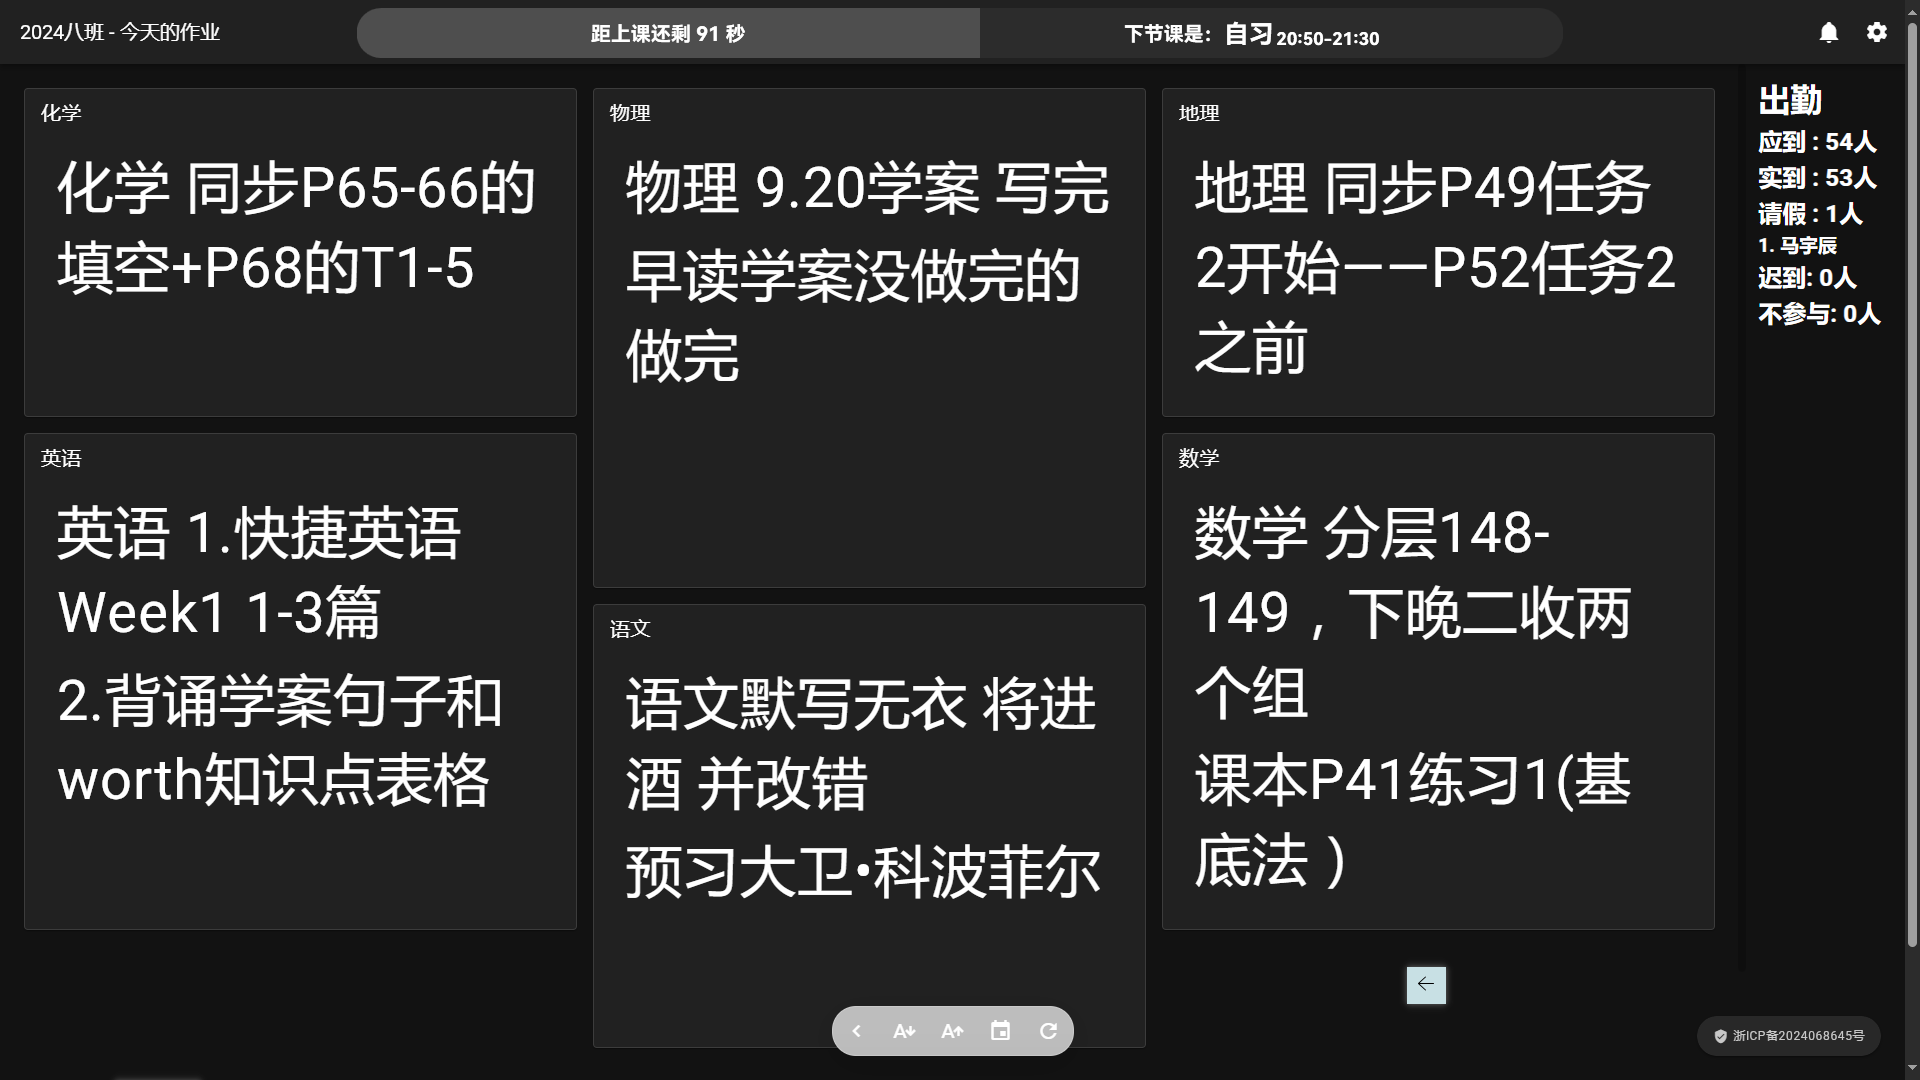 2024八班 - 今天的作业
距上课还剩 91 秒
下节课是：自习 20:50-21:30
化学
化学 同步P65-66的
填空+P68的T1-5
物理
物理 9.20学案 写完
早读学案没做完的
做完
地理
地理 同步P49任务
2开始——P52任务2
之前
英语
英语 1.快捷英语
Week1 1-3篇
2.背诵学案句子和
worth知识点表格
语文
语文默写无衣 将进
酒 并改错
预习大卫•科波菲尔
数学
数学 分层148-
149，下晚二收两
个组
课本P41练习1(基
底法）
出勤
应到 : 54人
实到 : 53人
请假 : 1人
1. 马宇辰
迟到: 0人
不参与: 0人
浙ICP备2024068645号